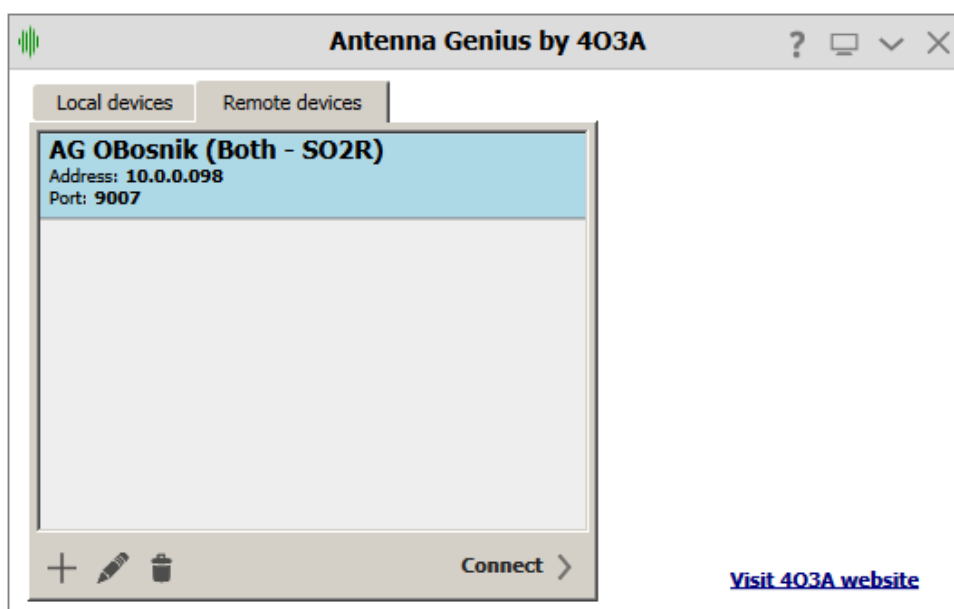 Antenna Genius by 4O3A ?
Local devices Remote devices
AG OBosnik (Both - SO2R)
Address: 10.0.0.098
Port: 9007
Connect
Visit 4O3A website